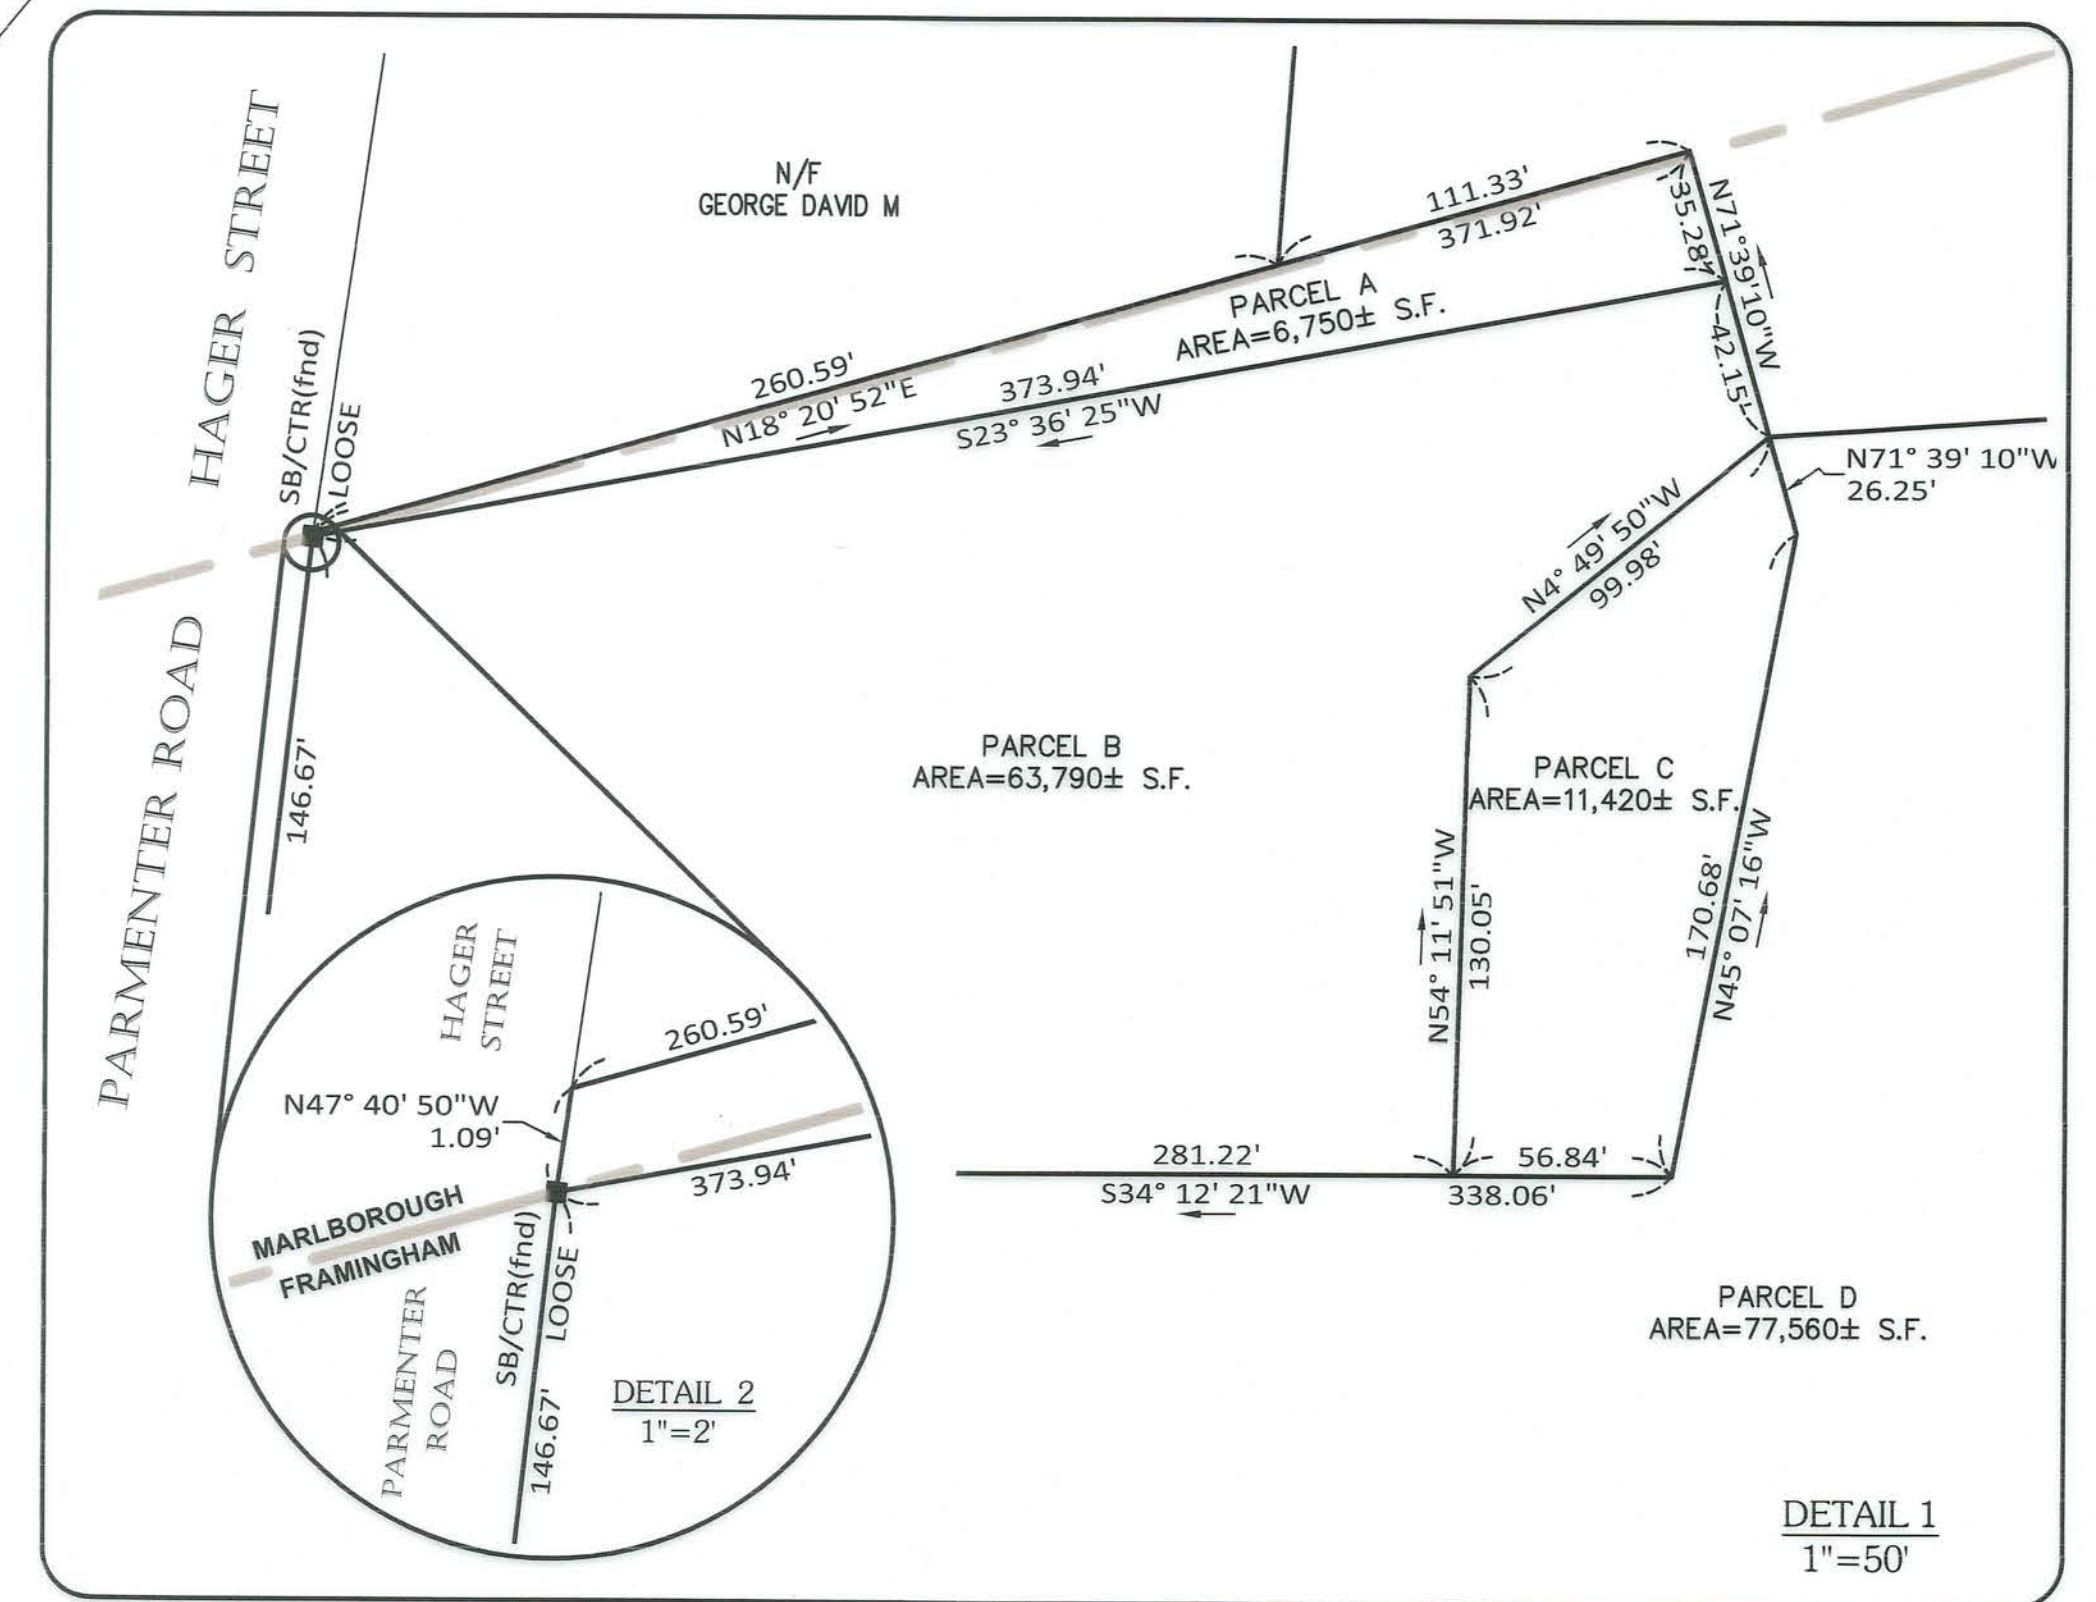 HAGER STREET
N/F
GEORGE DAVID M
111.33'
371.92'
35.28'
N71°39'10"W
42.15'
PARCEL A
AREA=6,750± S.F.
260.59'
N18° 20' 52"E
373.94'
S23° 36' 25"W
SB/CTR(fnd)
LOOSE
N71° 39' 10"W
26.25'
N4° 49' 50"W
99.98'
PARMENTER ROAD
146.67'
PARCEL B
AREA=63,790± S.F.
PARCEL C
AREA=11,420± S.F.
N54° 11' 51"W
130.05'
170.68'
N45° 07' 16"W
HAGER
STREET
260.59'
N47° 40' 50"W
1.09'
373.94'
MARLBOROUGH
FRAMINGHAM
SB/CTR(fnd)
LOOSE
PARMENTER
ROAD
146.67'
DETAIL 2
1"=2'
281.22'
S34° 12' 21"W
56.84'
338.06'
PARCEL D
AREA=77,560± S.F.
DETAIL 1
1"=50'